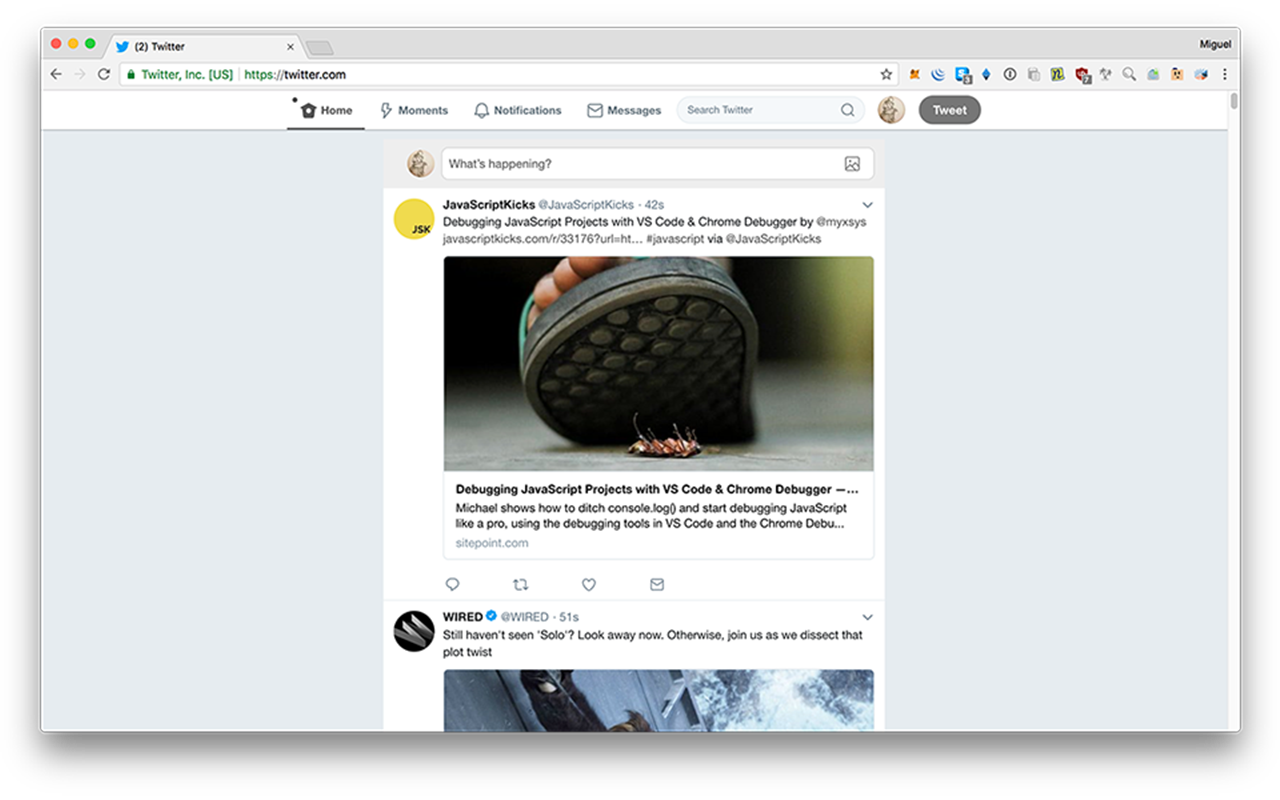 (2) Twitter
Miguel
Twitter, Inc. [US] https://twitter.com
Home Moments Notifications Messages Search Twitter Tweet
What's happening?
JavaScriptKicks @JavaScriptKicks · 42s
Debugging JavaScript Projects with VS Code & Chrome Debugger by @myxsys
javascriptkicks.com/r/33176?url=ht... #javascript via @JavaScriptKicks
JSK
Debugging JavaScript Projects with VS Code & Chrome Debugger —...
Michael shows how to ditch console.log() and start debugging JavaScript
like a pro, using the debugging tools in VS Code and the Chrome Debu...
sitepoint.com
WIRED @WIRED · 51s
Still haven't seen 'Solo'? Look away now. Otherwise, join us as we dissect that
plot twist